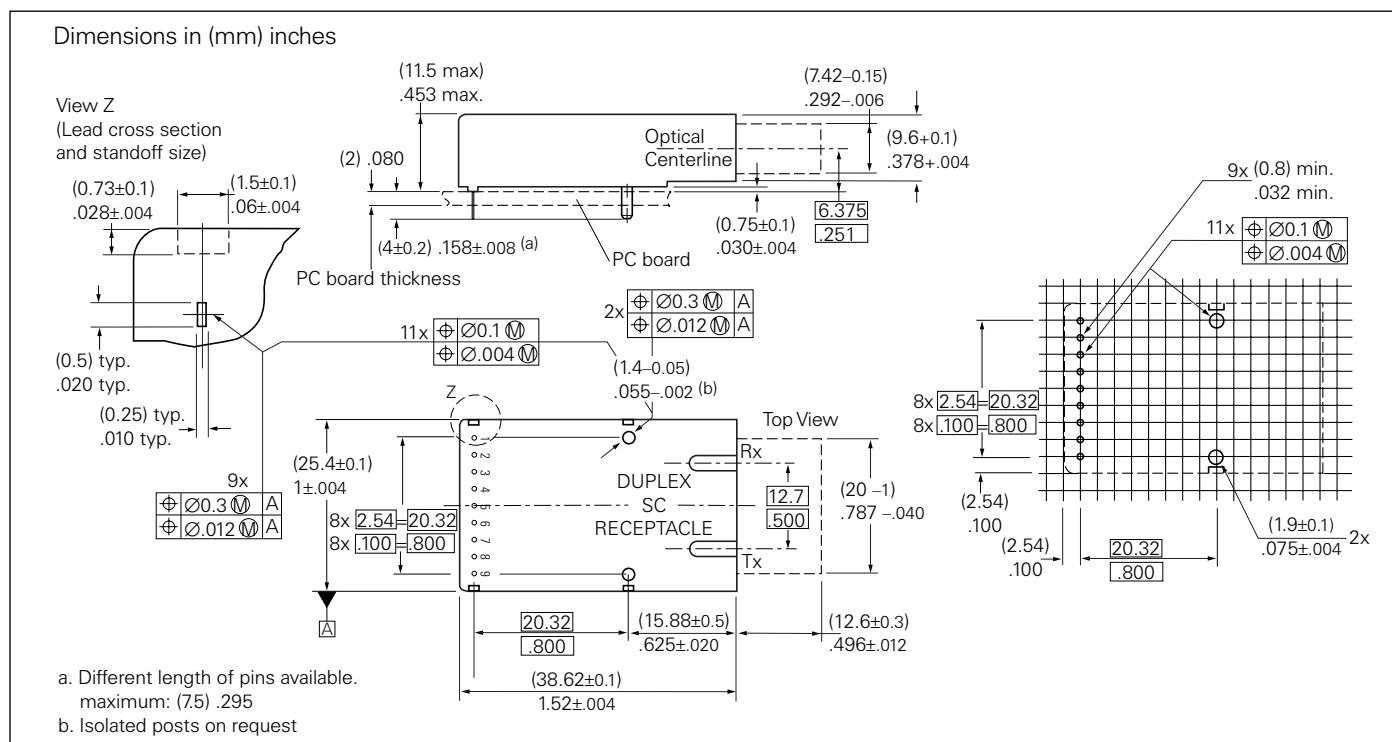 Dimensions in (mm) inches
View Z
(Lead cross section
and standoff size)
(0.73±0.1)
.028±.004
(1.5±0.1)
.06±.004
(0.5) typ.
.020 typ.
(0.25) typ.
.010 typ.
(11.5 max)
.453 max.
(2) .080
PC board thickness
(4±0.2) .158±.008 (a)
PC board
Optical
Centerline
(7.42–0.15)
.292–.006
(9.6+0.1)
.378+.004
(0.75±0.1)
.030±.004
6.375
.251
2x
⌖ Ø0.3 Ⓜ A
⌖ Ø.012 Ⓜ A
11x
⌖ Ø0.1 Ⓜ
⌖ Ø.004 Ⓜ
(1.4–0.05)
.055–.002 (b)
9x
⌖ Ø0.3 Ⓜ A
⌖ Ø.012 Ⓜ A
Z
Top View
(25.4±0.1)
1±.004
A
8x 2.54=20.32
8x .100=.800
1
2
3
4
5
6
7
8
9
Rx
DUPLEX
SC
RECEPTACLE
Tx
12.7
.500
(20 –1)
.787 –.040
20.32
.800
(15.88±0.5)
.625±.020
(12.6±0.3)
.496±.012
(38.62±0.1)
1.52±.004
9x (0.8) min.
.032 min.
11x
⌖ Ø0.1 Ⓜ
⌖ Ø.004 Ⓜ
8x 2.54=20.32
8x .100=.800
(2.54)
.100
(2.54)
.100
20.32
.800
(1.9±0.1)
.075±.004 2x
a. Different length of pins available.
maximum: (7.5) .295
b. Isolated posts on request